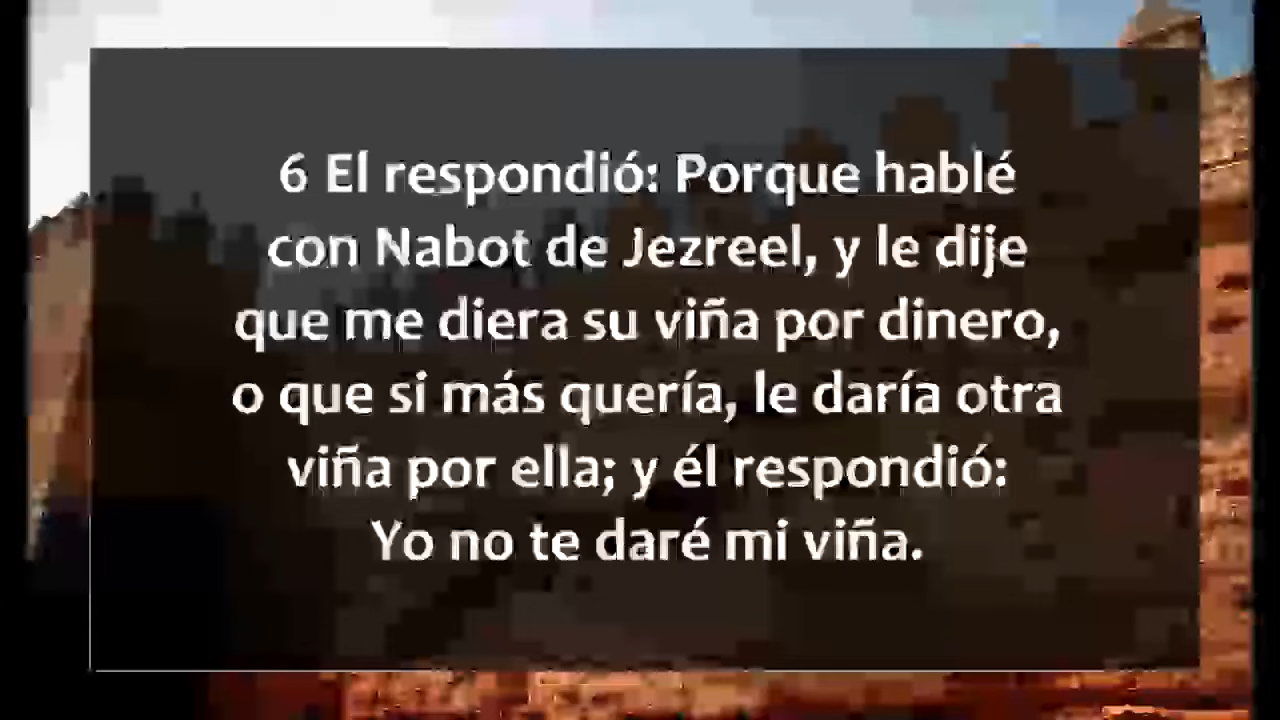 6 El respondió: Porque hablé
con Nabot de Jezreel, y le dije
que me diera su viña por dinero,
o que si más quería, le daría otra
viña por ella; y él respondió:
Yo no te daré mi viña.